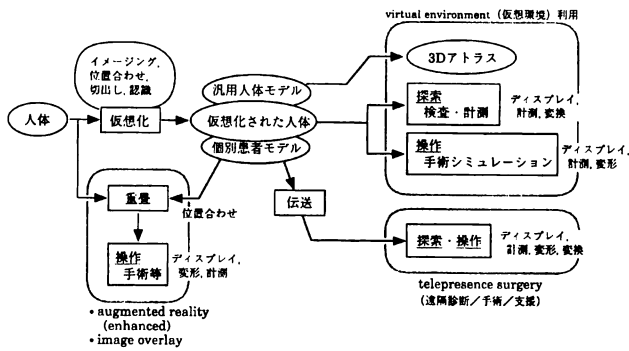 virtual environment（仮想環境）利用
イメージング,
位置合わせ,
切出し, 認識
人体
仮想化
汎用人体モデル
仮想化された人体
個別患者モデル
3Dアトラス
探索
検査・計測
ディスプレイ,
計測, 変換
操作
手術シミュレーション
ディスプレイ,
計測, 変形
重畳
位置合わせ
伝送
操作
手術等
ディスプレイ,
変形, 計測
探索・操作
ディスプレイ,
計測, 変形, 変換
telepresence surgery
（遠隔診断／手術／支援）
• augmented reality
(enhanced)
• image overlay